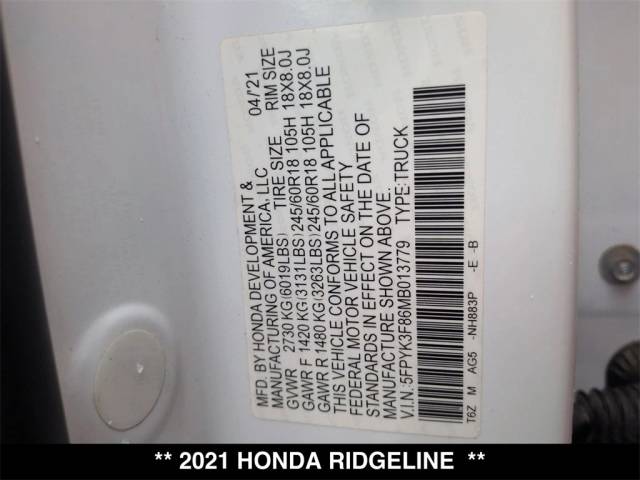 MFD. BY HONDA DEVELOPMENT & 04/'21
MANUFACTURING OF AMERICA, LLC
TIRE SIZE RIM SIZE
GVWR 2730 KG (6019LBS)
GAWR F 1420 KG (3131LBS) 245/60R18 105H 18X8.0J
GAWR R 1480 KG (3263LBS) 245/60R18 105H 18X8.0J
THIS VEHICLE CONFORMS TO ALL APPLICABLE
FEDERAL MOTOR VEHICLE SAFETY
STANDARDS IN EFFECT ON THE DATE OF
MANUFACTURE SHOWN ABOVE.
V.I.N.:5FPYK3F86MB013779 TYPE:TRUCK
T6Z M AG5 -NH883P -E -B
** 2021 HONDA RIDGELINE **